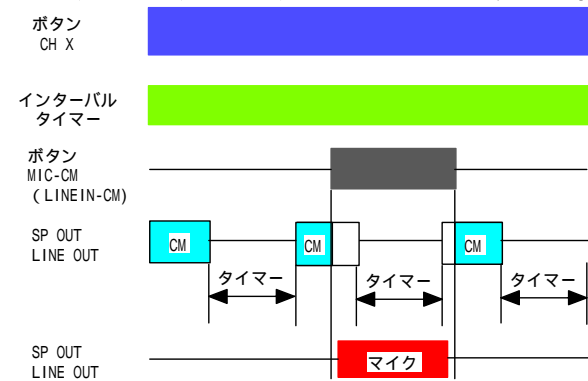 ボタン
CH X
インターバル
タイマー
ボタン
MIC-CM
(LINEIN-CM)
SP OUT
LINE OUT
CM
CM
CM
タイマー
タイマー
タイマー
SP OUT
LINE OUT
マイク